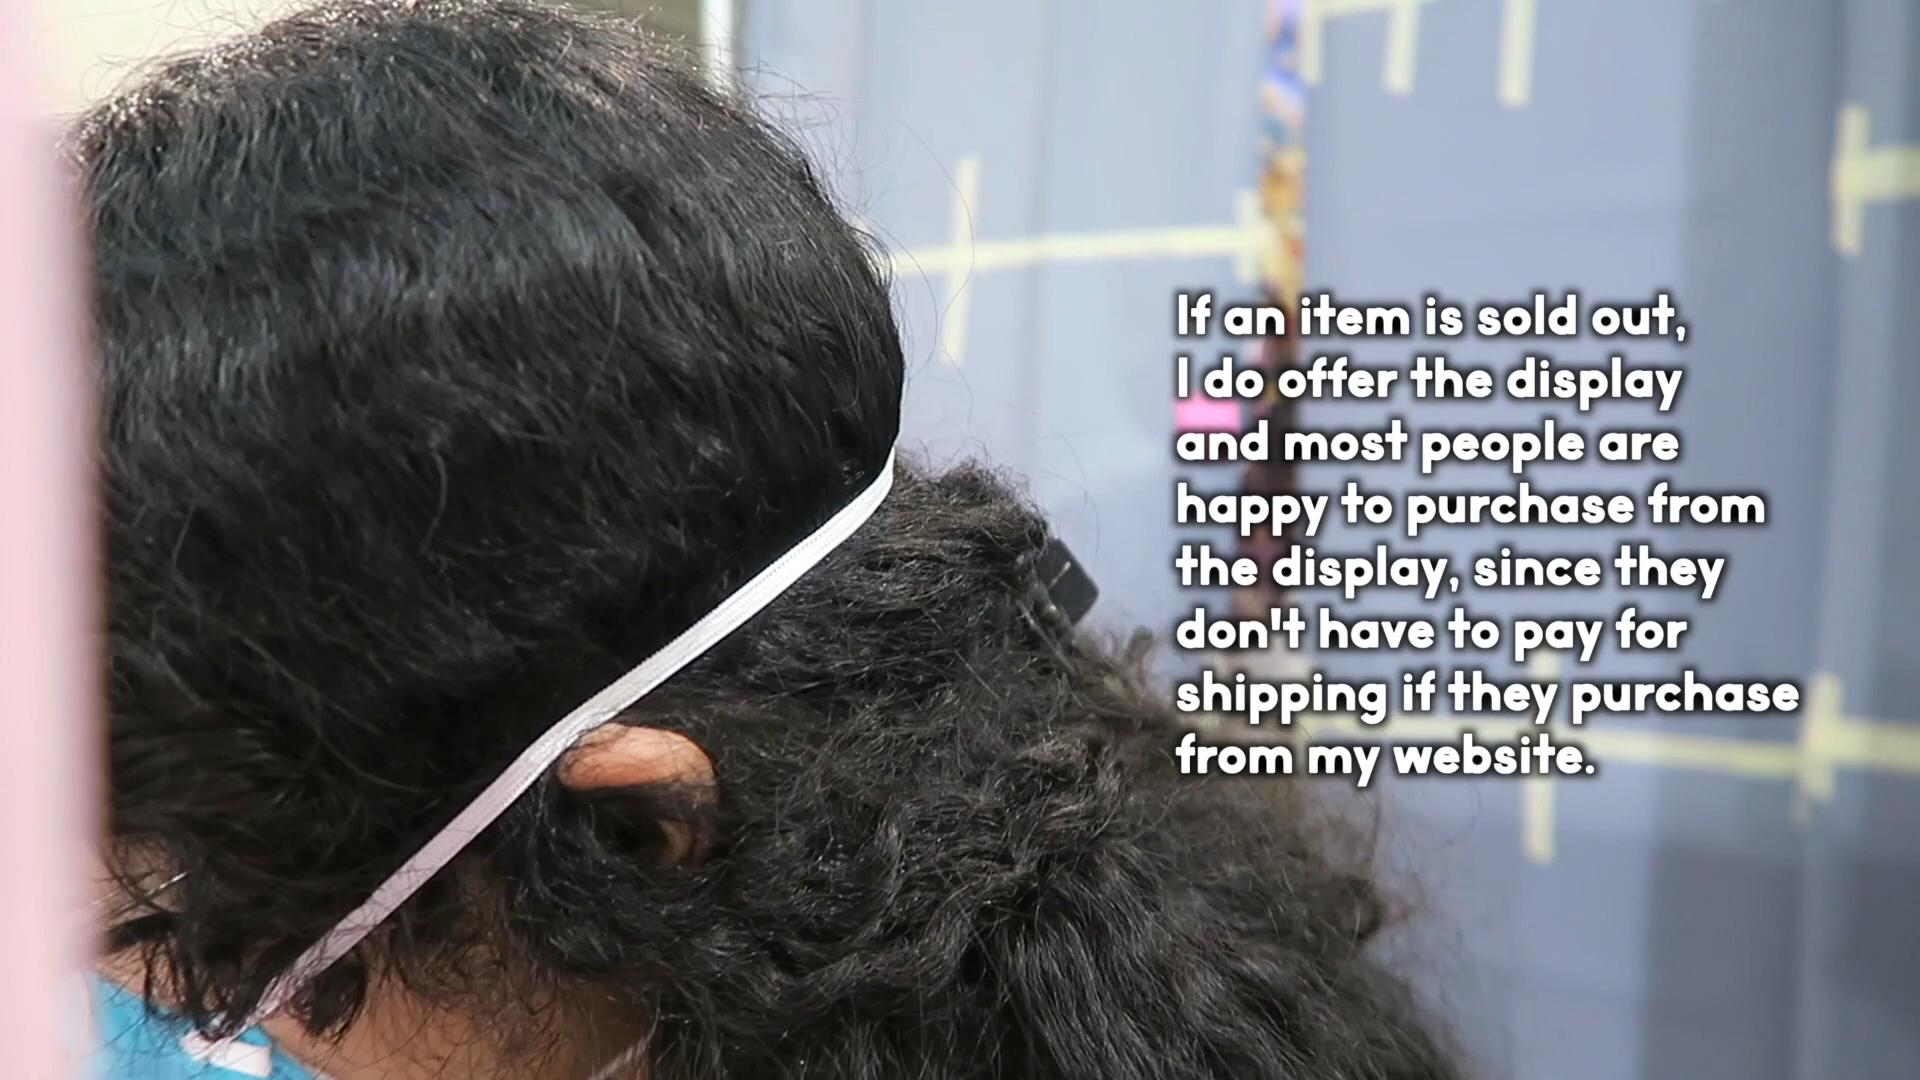 If an item is sold out,
I do offer the display
and most people are
happy to purchase from
the display, since they
don't have to pay for
shipping if they purchase
from my website.